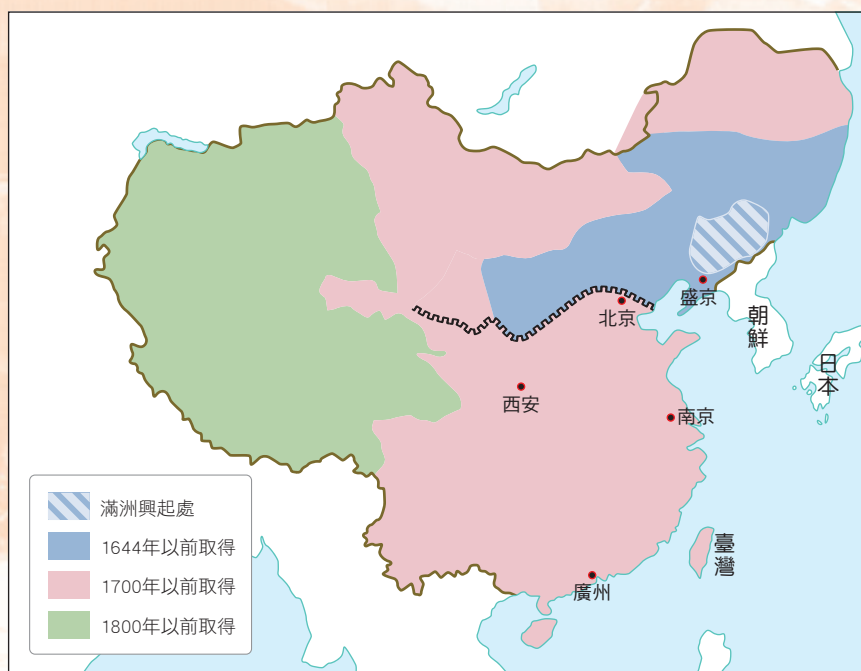 盛京
北京
朝鮮
日本
西安
南京
臺灣
廣州
滿洲興起處
1644年以前取得
1700年以前取得
1800年以前取得